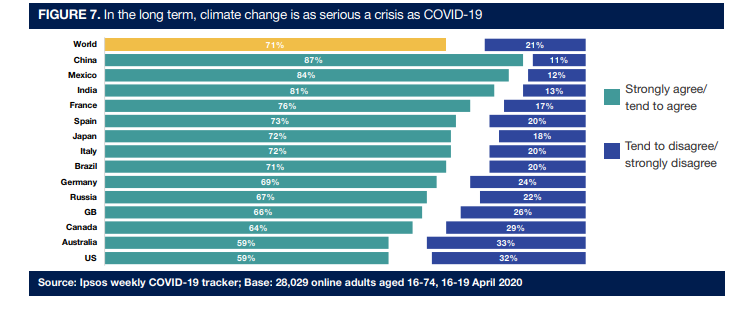 FIGURE 7. In the long term, climate change is as serious a crisis as COVID-19
World 71% 21%
China 87% 11%
Mexico 84% 12%
India 81% 13%
France 76% 17%
Spain 73% 20%
Japan 72% 18%
Italy 72% 20%
Brazil 71% 20%
Germany 69% 24%
Russia 67% 22%
GB 66% 26%
Canada 64% 29%
Australia 59% 33%
US 59% 32%
Strongly agree/
tend to agree
Tend to disagree/
strongly disagree
Source: Ipsos weekly COVID-19 tracker; Base: 28,029 online adults aged 16-74, 16-19 April 2020